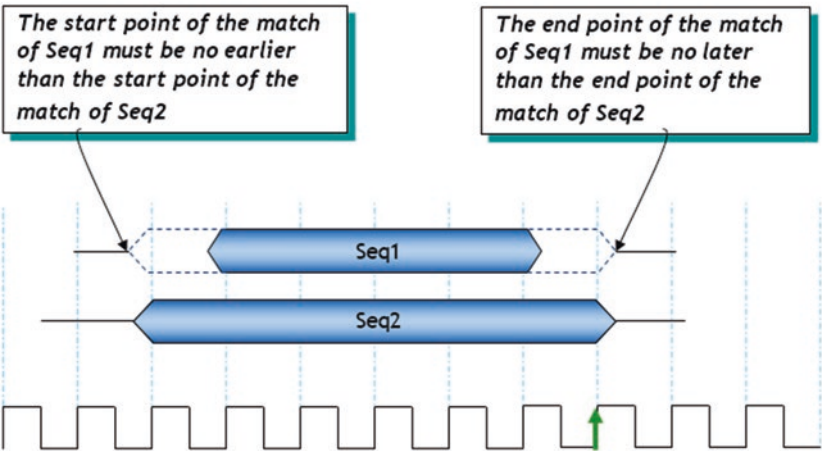 The start point of the match
of Seq1 must be no earlier
than the start point of the
match of Seq2
The end point of the match
of Seq1 must be no later
than the end point of the
match of Seq2
Seq1
Seq2